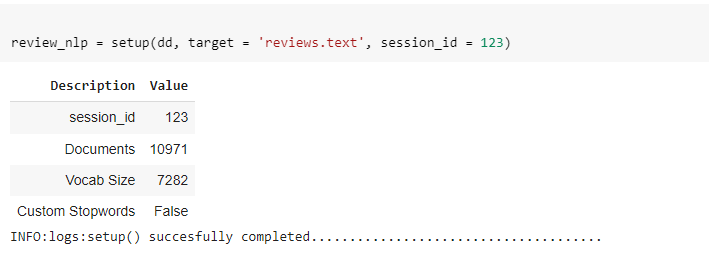 review_nlp = setup(dd, target = 'reviews.text', session_id = 123)
Description Value
session_id 123
Documents 10971
Vocab Size 7282
Custom Stopwords False
INFO:logs:setup() succesfully completed......................................